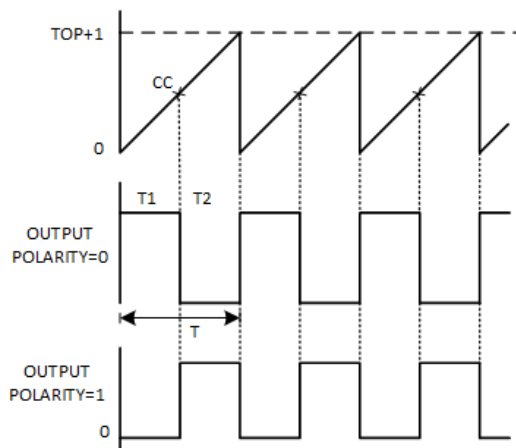 TOP+1
CC
0
T1 T2
OUTPUT
POLARITY=0
T
OUTPUT
POLARITY=1
0